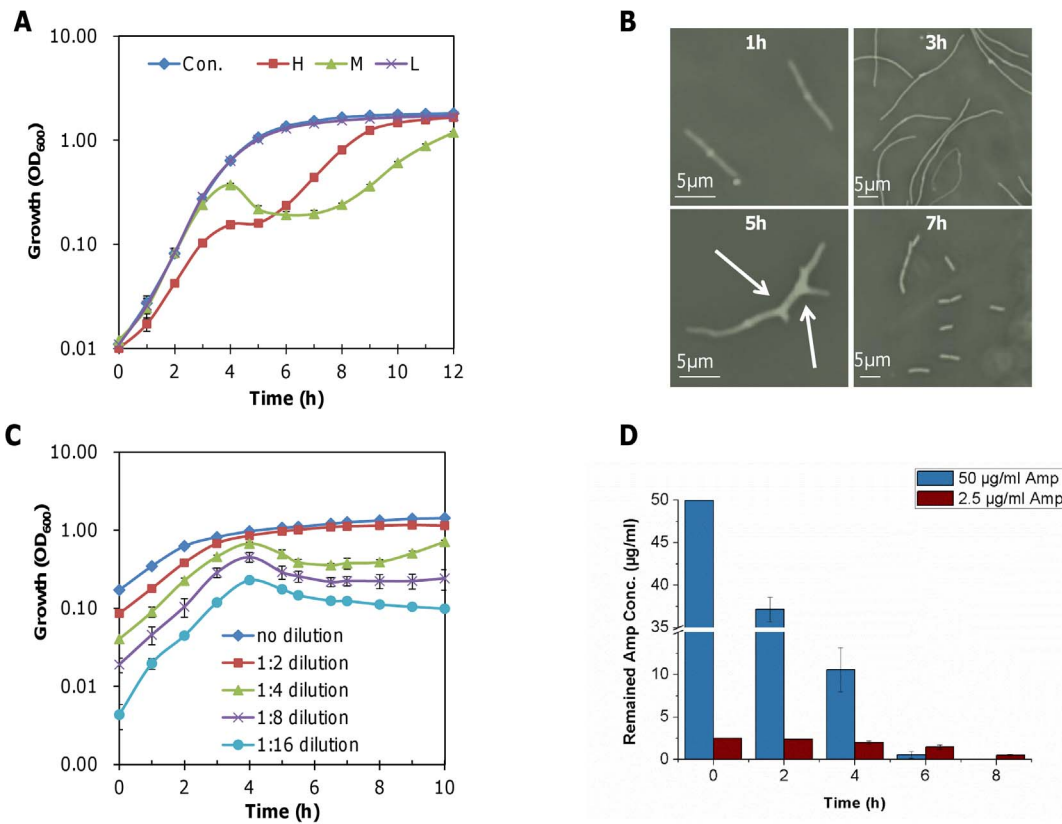 A
10.00
1.00
0.10
0.01
Growth (OD600)
Con. H M L
0 2 4 6 8 10 12
Time (h)
B
1h
5µm
3h
5µm
5h
5µm
7h
5µm
C
10.00
1.00
0.10
0.01
0.00
Growth (OD600)
no dilution
1:2 dilution
1:4 dilution
1:8 dilution
1:16 dilution
0 2 4 6 8 10
Time (h)
D
50 µg/ml Amp
2.5 µg/ml Amp
50
45
40
35
10
5
0
Remained Amp Conc. (µg/ml)
0 2 4 6 8
Time (h)